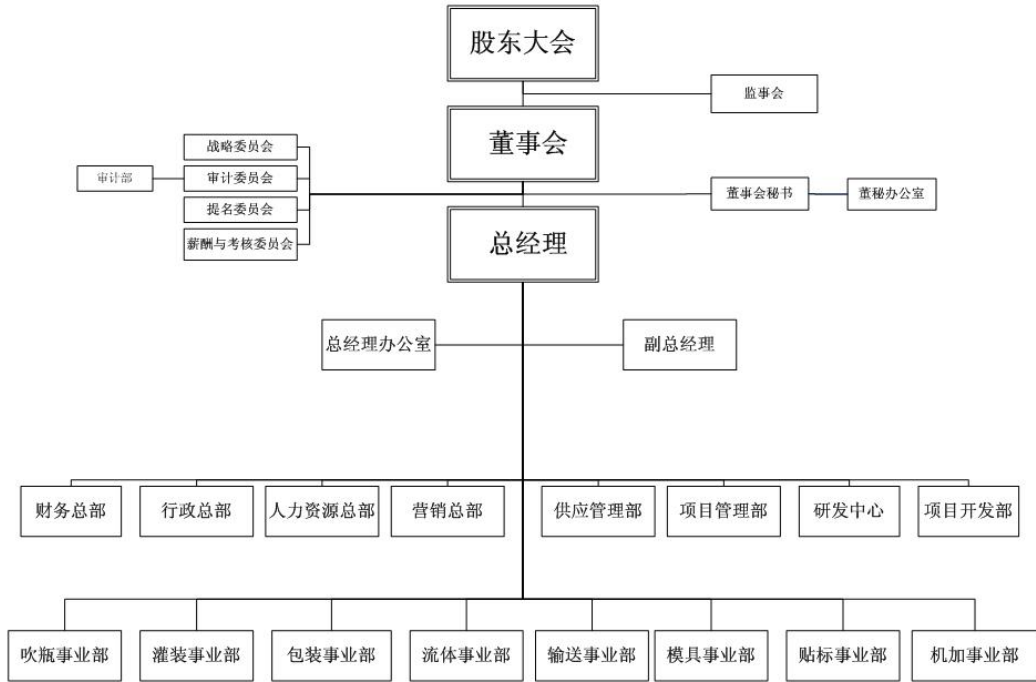 股东大会
监事会
董事会
战略委员会
审计部
审计委员会
提名委员会
薪酬与考核委员会
董事会秘书
董秘办公室
总经理
总经理办公室
副总经理
财务总部
行政总部
人力资源总部
营销总部
供应管理部
项目管理部
研发中心
项目开发部
吹瓶事业部
灌装事业部
包装事业部
流体事业部
输送事业部
模具事业部
贴标事业部
机加事业部